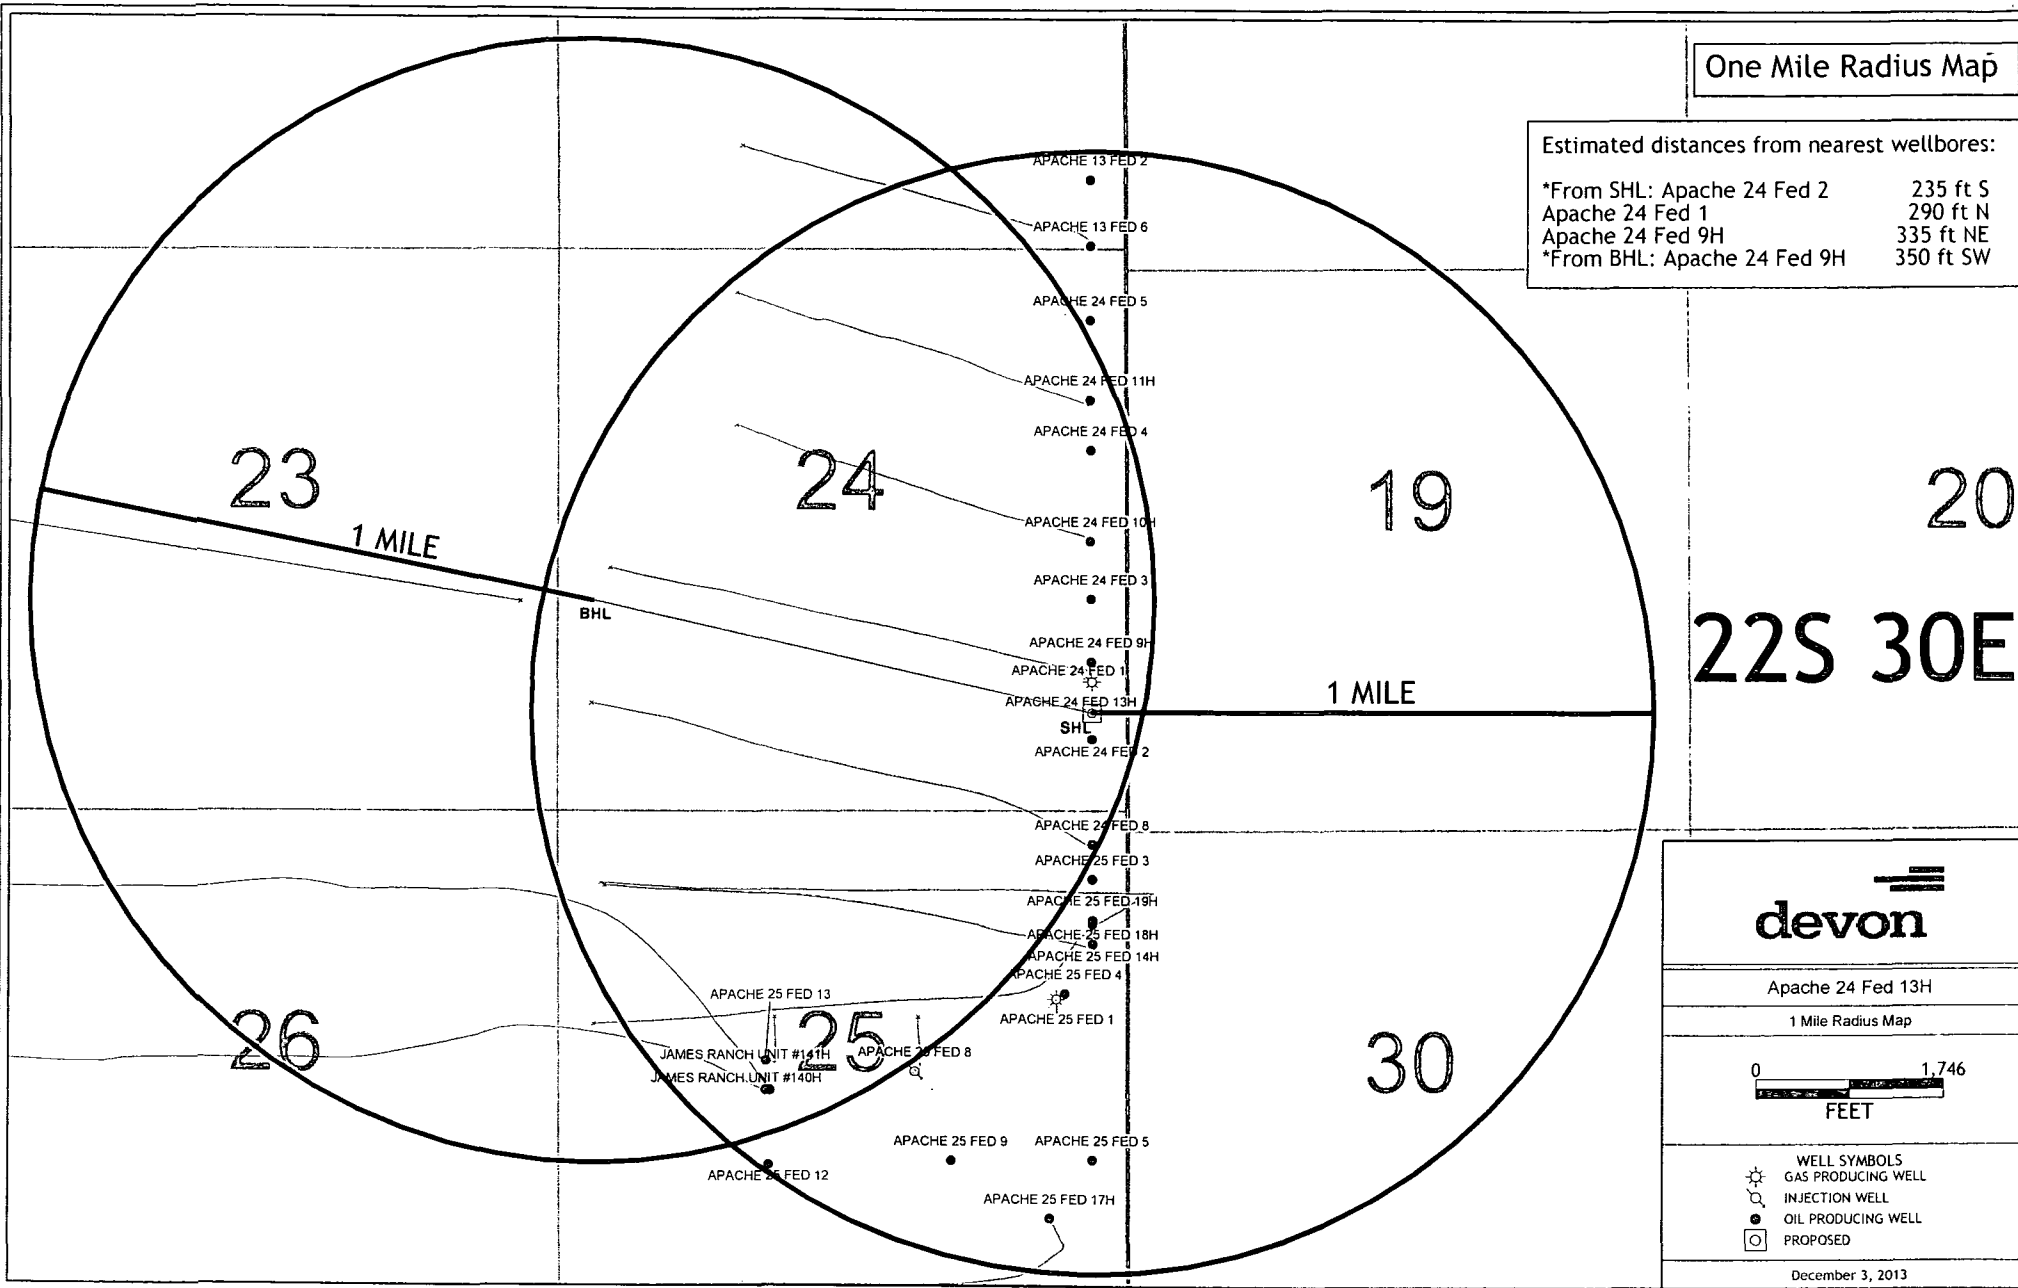 One Mile Radius Map
Estimated distances from nearest wellbores:
*From SHL: Apache 24 Fed 2 235 ft S
Apache 24 Fed 1 290 ft N
Apache 24 Fed 9H 335 ft NE
*From BHL: Apache 24 Fed 9H 350 ft SW
APACHE 13 FED 2
APACHE 13 FED 6
APACHE 24 FED 5
APACHE 24 FED 11H
APACHE 24 FED 4
23
24
19
20
APACHE 24 FED 10H
1 MILE
APACHE 24 FED 3
BHL
22S 30E
APACHE 24 FED 9H
APACHE 24 FED 1
1 MILE
APACHE 24 FED 13H
SHL
APACHE 24 FED 2
APACHE 24 FED 8
APACHE 25 FED 3
APACHE 25 FED 19H
APACHE 25 FED 18H
APACHE 25 FED 14H
APACHE 25 FED 4
APACHE 25 FED 13
APACHE 25 FED 1
26
25
30
JAMES RANCH UNIT #141H
APACHE 25 FED 8
JAMES RANCH UNIT #140H
APACHE 25 FED 9
APACHE 25 FED 5
APACHE 25 FED 12
APACHE 25 FED 17H
devon
Apache 24 Fed 13H
1 Mile Radius Map
0 1,746
FEET
WELL SYMBOLS
GAS PRODUCING WELL
INJECTION WELL
OIL PRODUCING WELL
PROPOSED
December 3, 2013